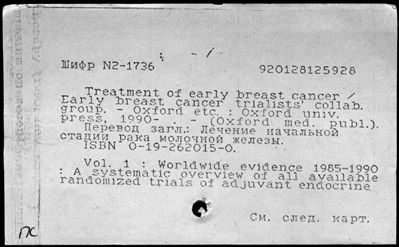 Шифр N2-1736 920128125928
Treatment of early breast cancer /
Early breast cancer trialists' collab.
group. - Oxford etc. : Oxford univ.
press, 1990- . - (Oxford med. publ.).
Перевод загл.: Лечение начальной
стадии рака молочной железы.
ISBN 0-19-262015-0.
Vol. 1 : Worldwide evidence 1985-1990
: A systematic overview of all available
randomized trials of adjuvant endocrine
См. след. карт.